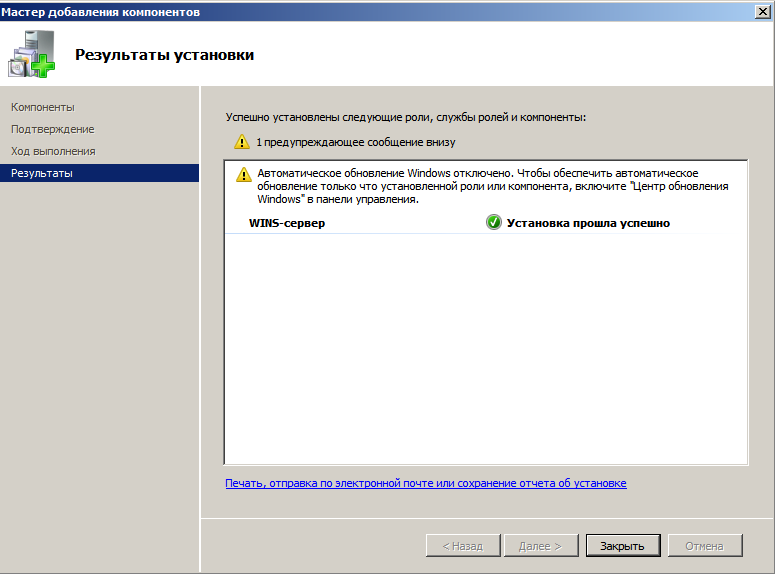 Мастер добавления компонентов
Результаты установки
Компоненты
Подтверждение
Ход выполнения
Результаты
Успешно установлены следующие роли, службы ролей и компоненты:
1 предупреждающее сообщение внизу
Автоматическое обновление Windows отключено. Чтобы обеспечить автоматическое
обновление только что установленной роли или компонента, включите "Центр обновления
Windows" в панели управления.
WINS-сервер
Установка прошла успешно
Печать, отправка по электронной почте или сохранение отчета об установке
< Назад
Далее >
Закрыть
Отмена